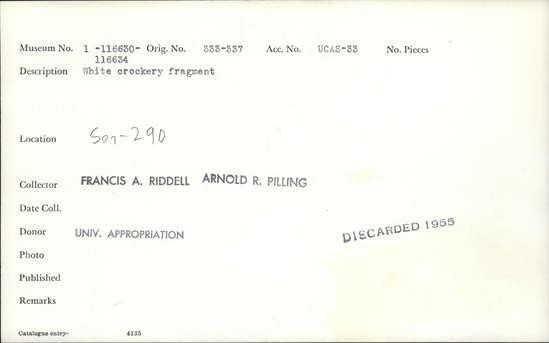 Museum No. 1 -116630- Orig. No. 333-337 Acc. No. UCAS-33 No. Pieces
116634
Description White crockery fragment
Location Son-290
Collector FRANCIS A. RIDDELL ARNOLD R. PILLING
Date Coll.
Donor UNIV. APPROPRIATION
DISCARDED 1955
Photo
Published
Remarks
Catalogue entry- 4135